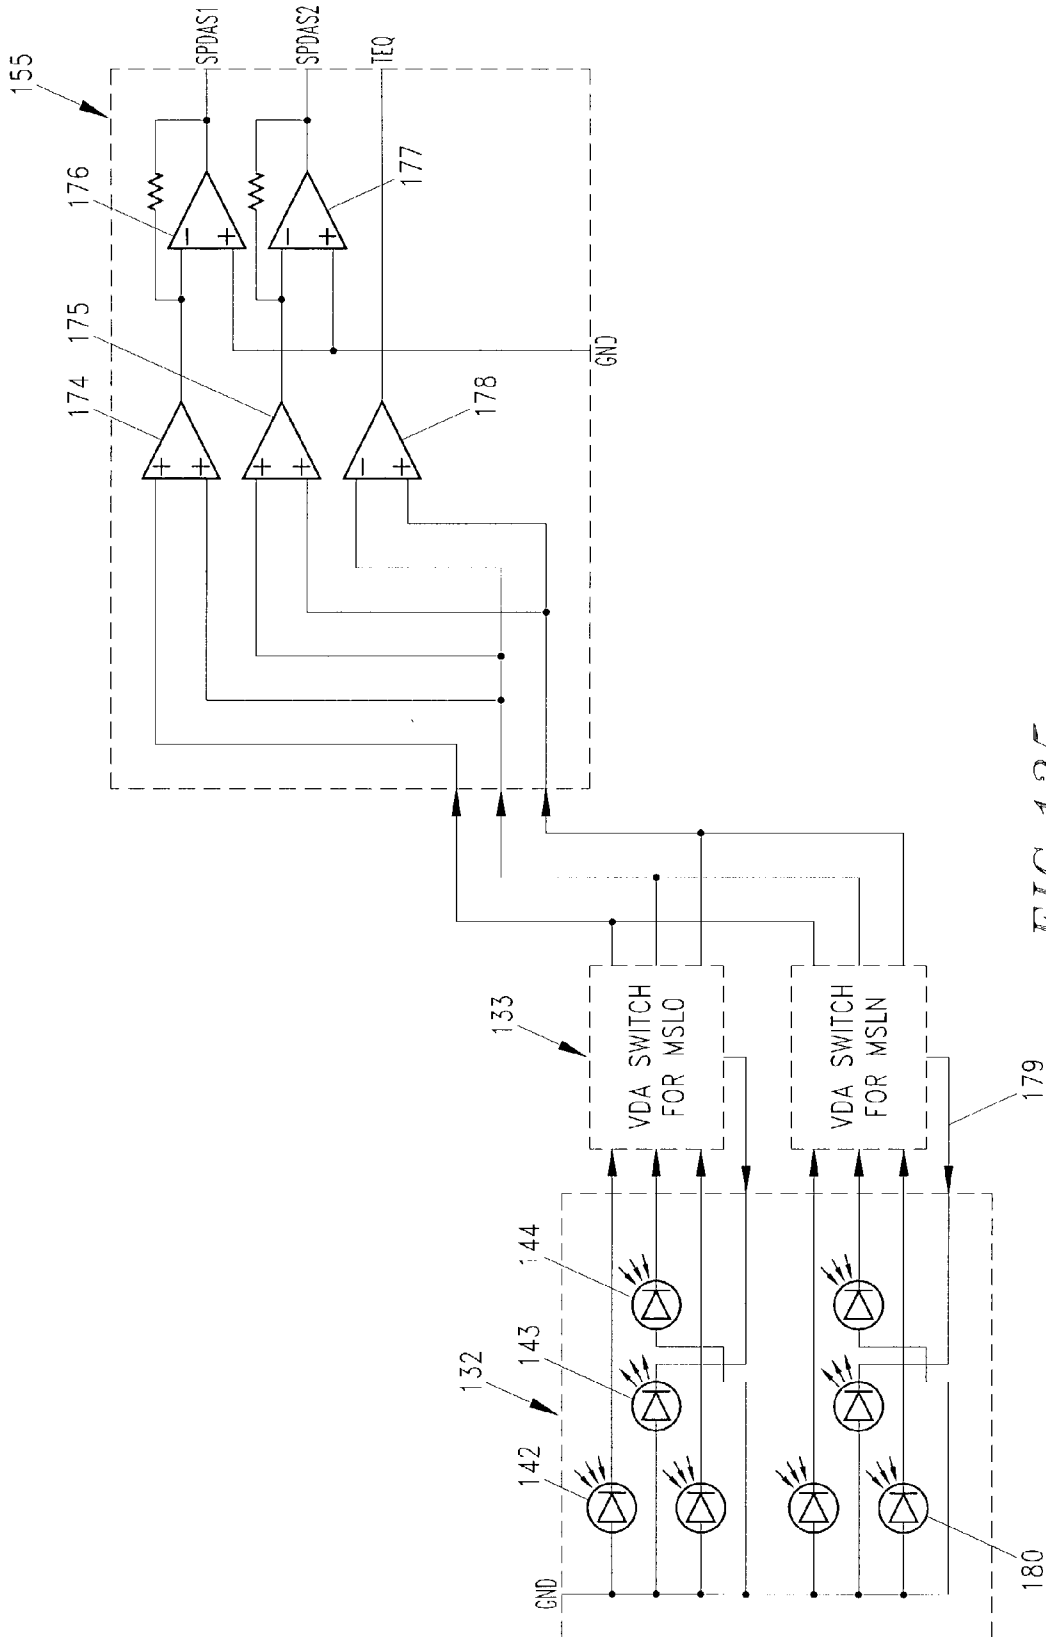 155
SPDAS1
SPDAS2
TEQ
176
177
174
175
178
GND
133
VDA SWITCH
FOR MSLO
VDA SWITCH
FOR MSLN
179
132
144
143
142
GND
180